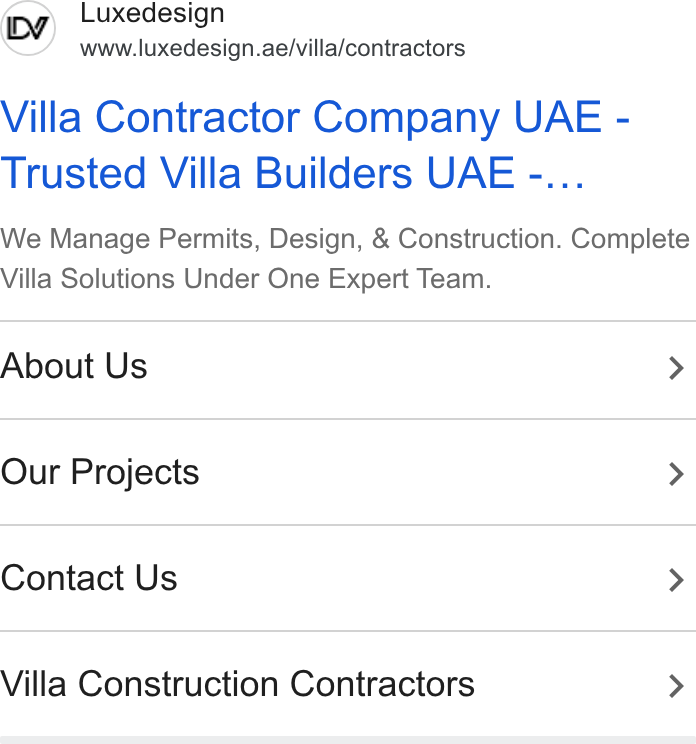 LDV
Luxedesign
www.luxedesign.ae/villa/contractors
Villa Contractor Company UAE -
Trusted Villa Builders UAE -…
We Manage Permits, Design, & Construction. Complete
Villa Solutions Under One Expert Team.
About Us
Our Projects
Contact Us
Villa Construction Contractors